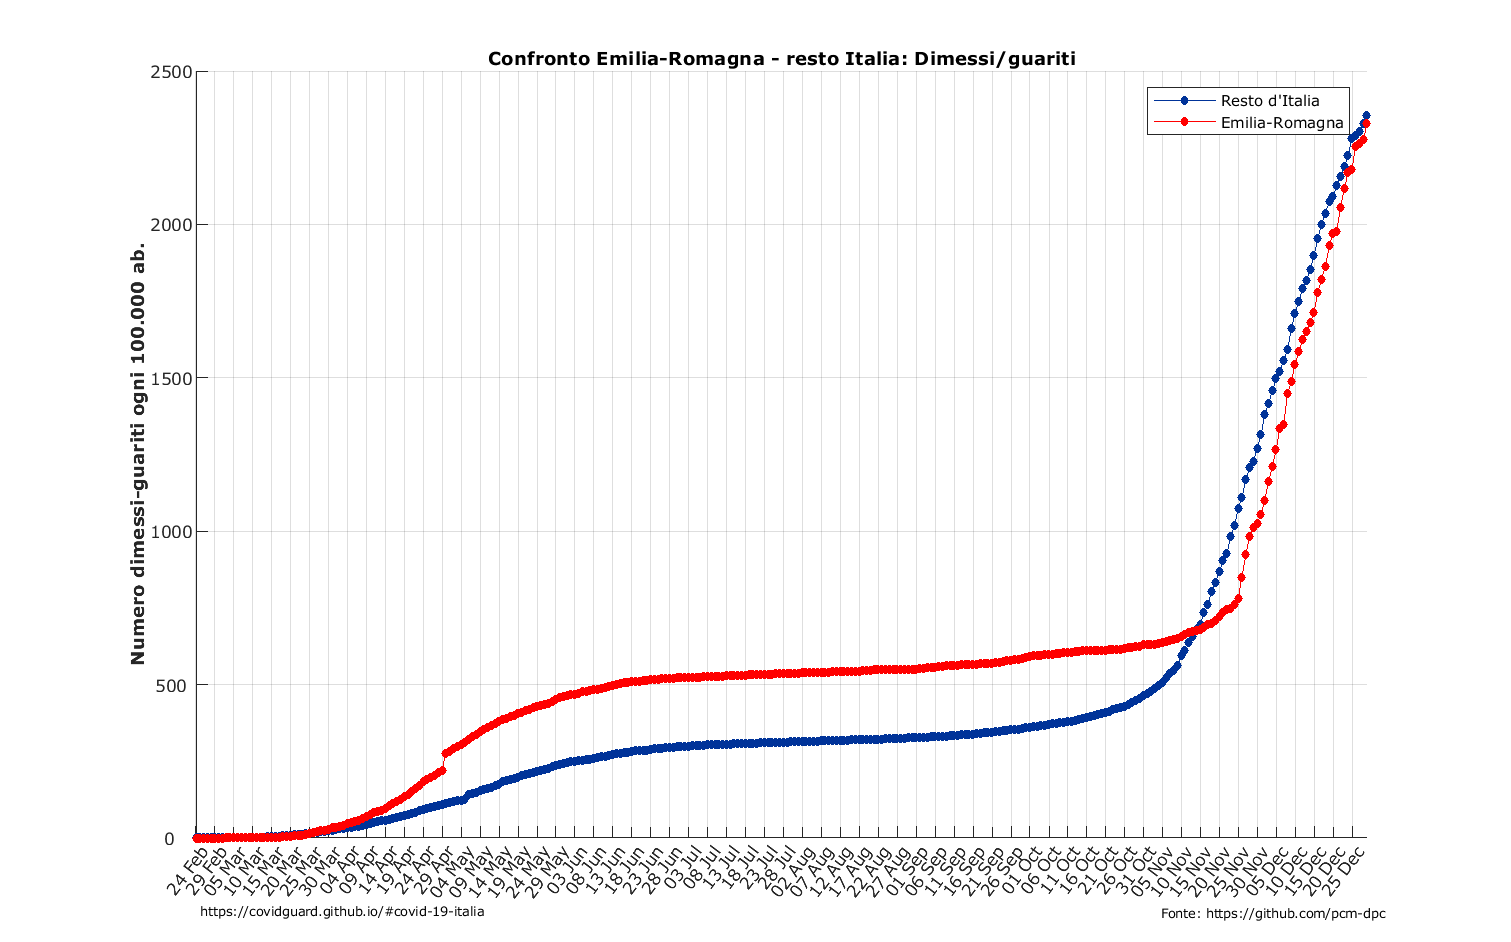 Confronto Emilia-Romagna - resto Italia: Dimessi/guariti
Resto d'Italia
Emilia-Romagna
Numero dimessi-guariti ogni 100.000 ab.
2500
2000
1500
1000
500
0
24 Feb
29 Feb
05 Mar
10 Mar
15 Mar
20 Mar
25 Mar
30 Mar
04 Apr
09 Apr
14 Apr
19 Apr
24 Apr
29 Apr
04 May
09 May
14 May
19 May
24 May
29 May
03 Jun
08 Jun
13 Jun
18 Jun
23 Jun
28 Jun
03 Jul
08 Jul
13 Jul
18 Jul
23 Jul
28 Jul
02 Aug
07 Aug
12 Aug
17 Aug
22 Aug
27 Aug
01 Sep
06 Sep
11 Sep
16 Sep
21 Sep
26 Sep
01 Oct
06 Oct
11 Oct
16 Oct
21 Oct
26 Oct
31 Oct
05 Nov
10 Nov
15 Nov
20 Nov
25 Nov
30 Nov
05 Dec
10 Dec
15 Dec
20 Dec
25 Dec
https://covidguard.github.io/#covid-19-italia
Fonte: https://github.com/pcm-dpc